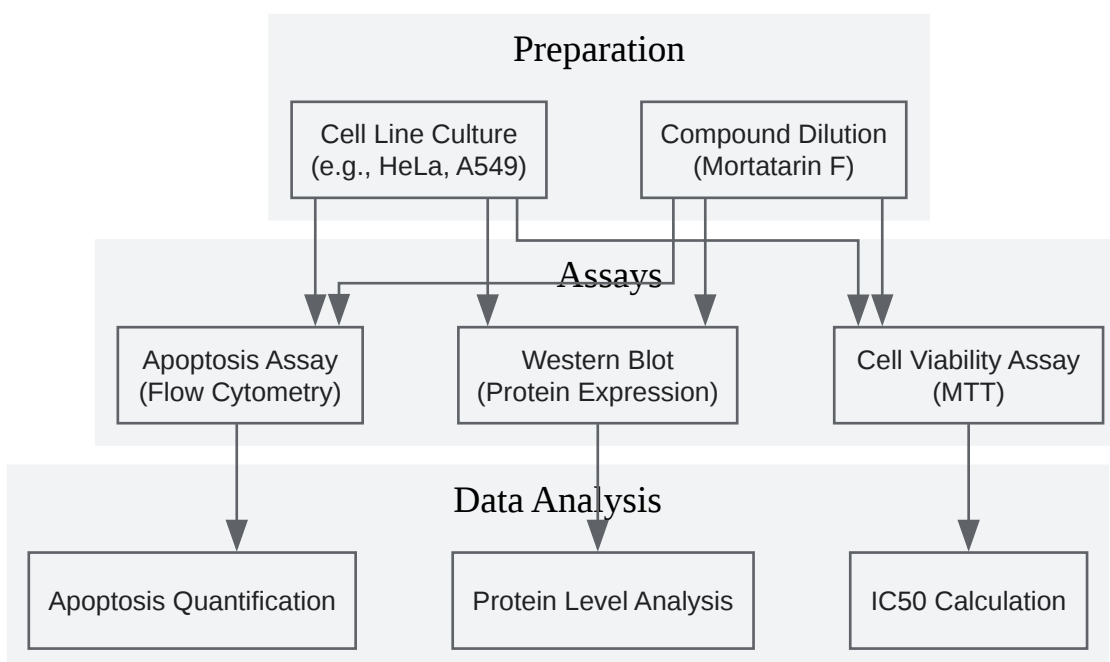 Preparation
Cell Line Culture
(e.g., HeLa, A549)
Compound Dilution
(Mortatarin F)
Assays
Apoptosis Assay
(Flow Cytometry)
Western Blot
(Protein Expression)
Cell Viability Assay
(MTT)
Data Analysis
Apoptosis Quantification
Protein Level Analysis
IC50 Calculation